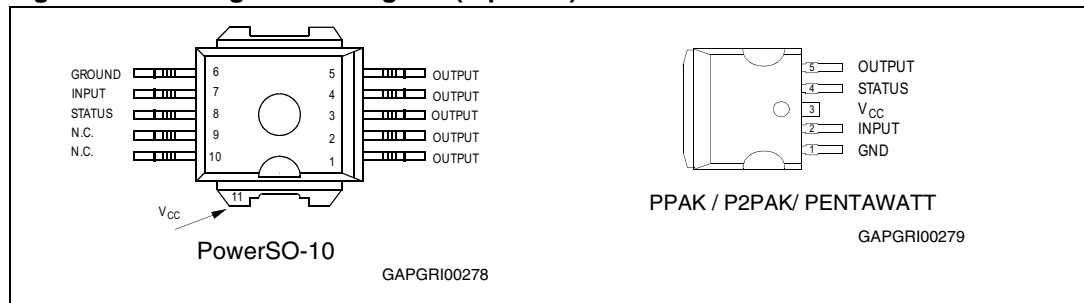 GROUND 6 5 OUTPUT
INPUT 7 4 OUTPUT
STATUS 8 3 OUTPUT
N.C. 9 2 OUTPUT
N.C. 10 1 OUTPUT
11
VCC
PowerSO-10
GAPGRI00278
5 OUTPUT
4 STATUS
3 VCC
2 INPUT
1 GND
PPAK / P2PAK/ PENTAWATT
GAPGRI00279